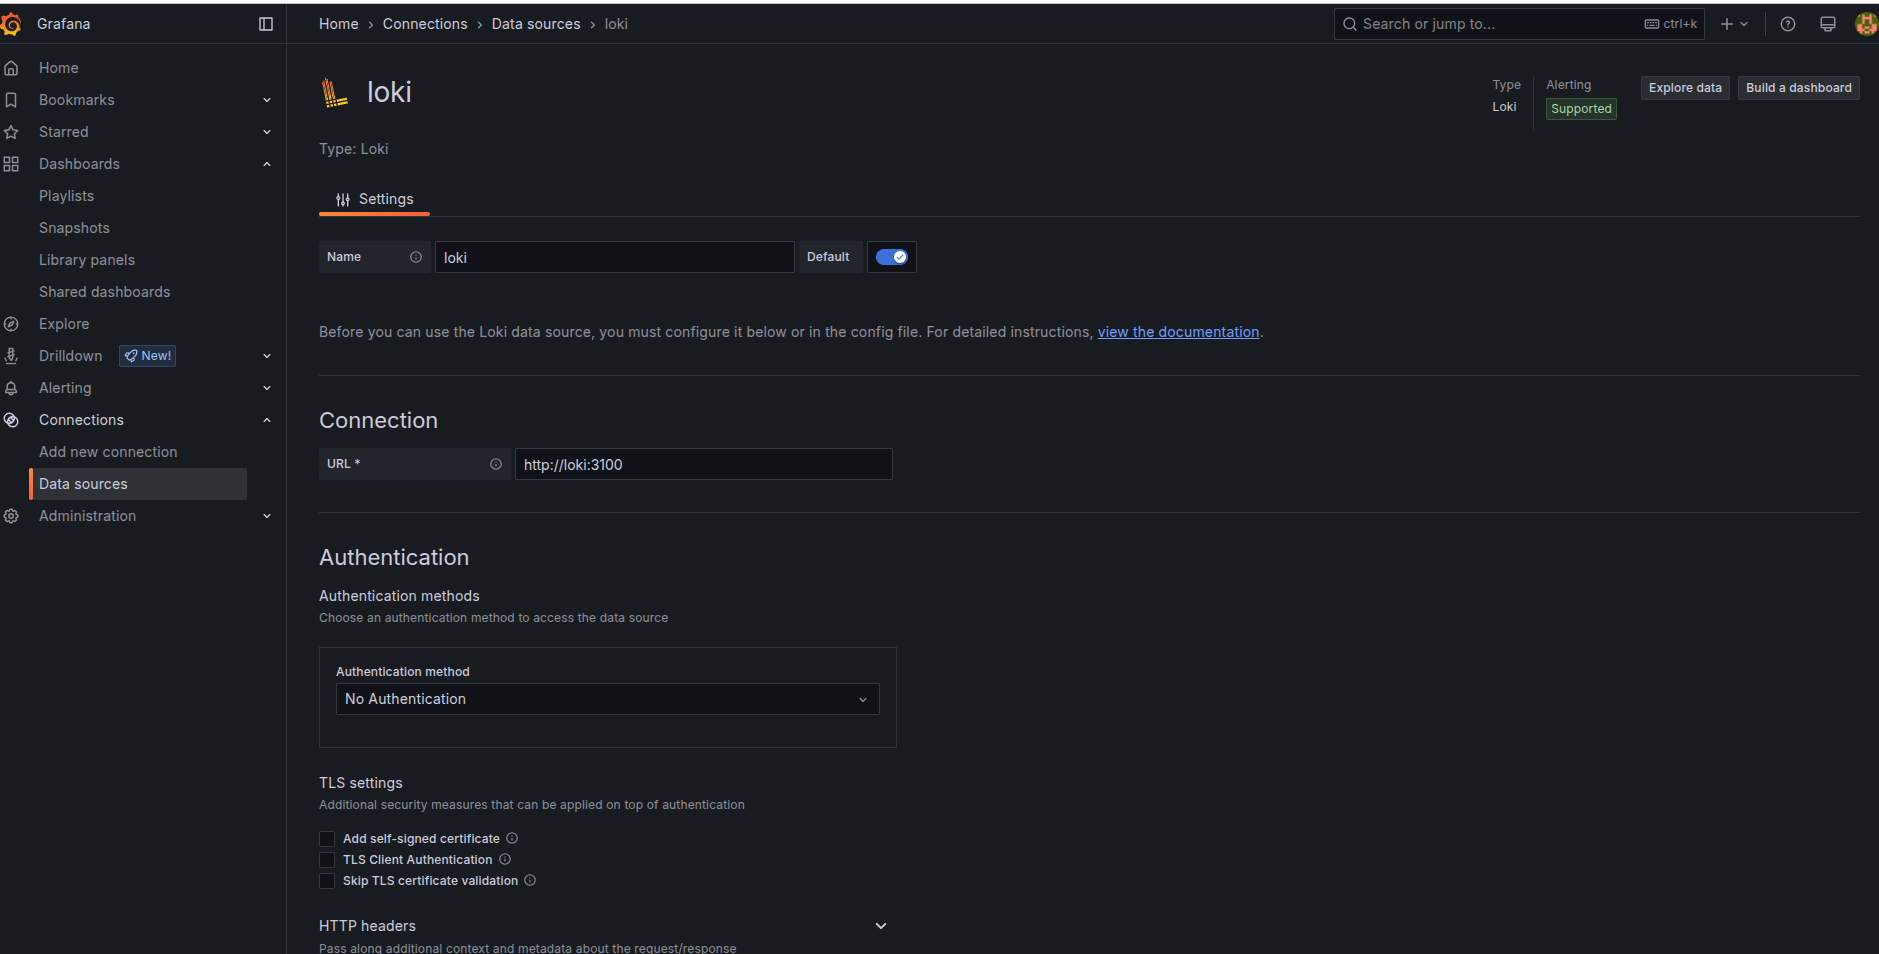 Grafana
Home > Connections > Data sources > loki
Search or jump to...
ctrl+k
Home
Bookmarks
Starred
Dashboards
Playlists
Snapshots
Library panels
Shared dashboards
Explore
Drilldown
New!
Alerting
Connections
Add new connection
Data sources
Administration
loki
Type
Loki
Alerting
Supported
Explore data
Build a dashboard
Type: Loki
Settings
Name
loki
Default
Before you can use the Loki data source, you must configure it below or in the config file. For detailed instructions, view the documentation.
Connection
URL *
http://loki:3100
Authentication
Authentication methods
Choose an authentication method to access the data source
Authentication method
No Authentication
TLS settings
Additional security measures that can be applied on top of authentication
Add self-signed certificate
TLS Client Authentication
Skip TLS certificate validation
HTTP headers
Pass along additional context and metadata about the request/response